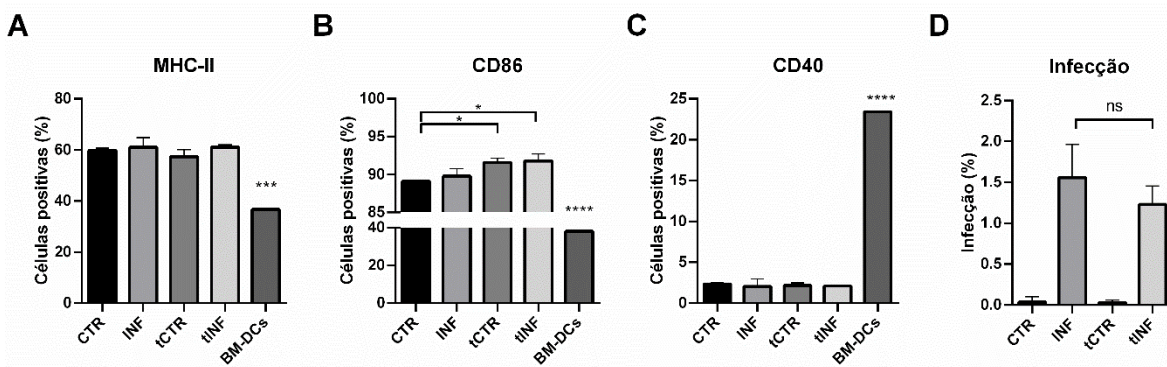 A
MHC-II
Células positivas (%)
80
60
40
20
0
***
CTR
INF
tCTR
tINF
BM-DCs
B
CD86
Células positivas (%)
100
95
90
85
40
20
0
*
*
****
CTR
INF
tCTR
tINF
BM-DCs
C
CD40
Células positivas (%)
25
20
15
10
5
0
****
CTR
INF
tCTR
tINF
BM-DCs
D
Infecção
Infecção (%)
2.5
2.0
1.5
1.0
0.5
0.0
ns
CTR
INF
tCTR
tINF